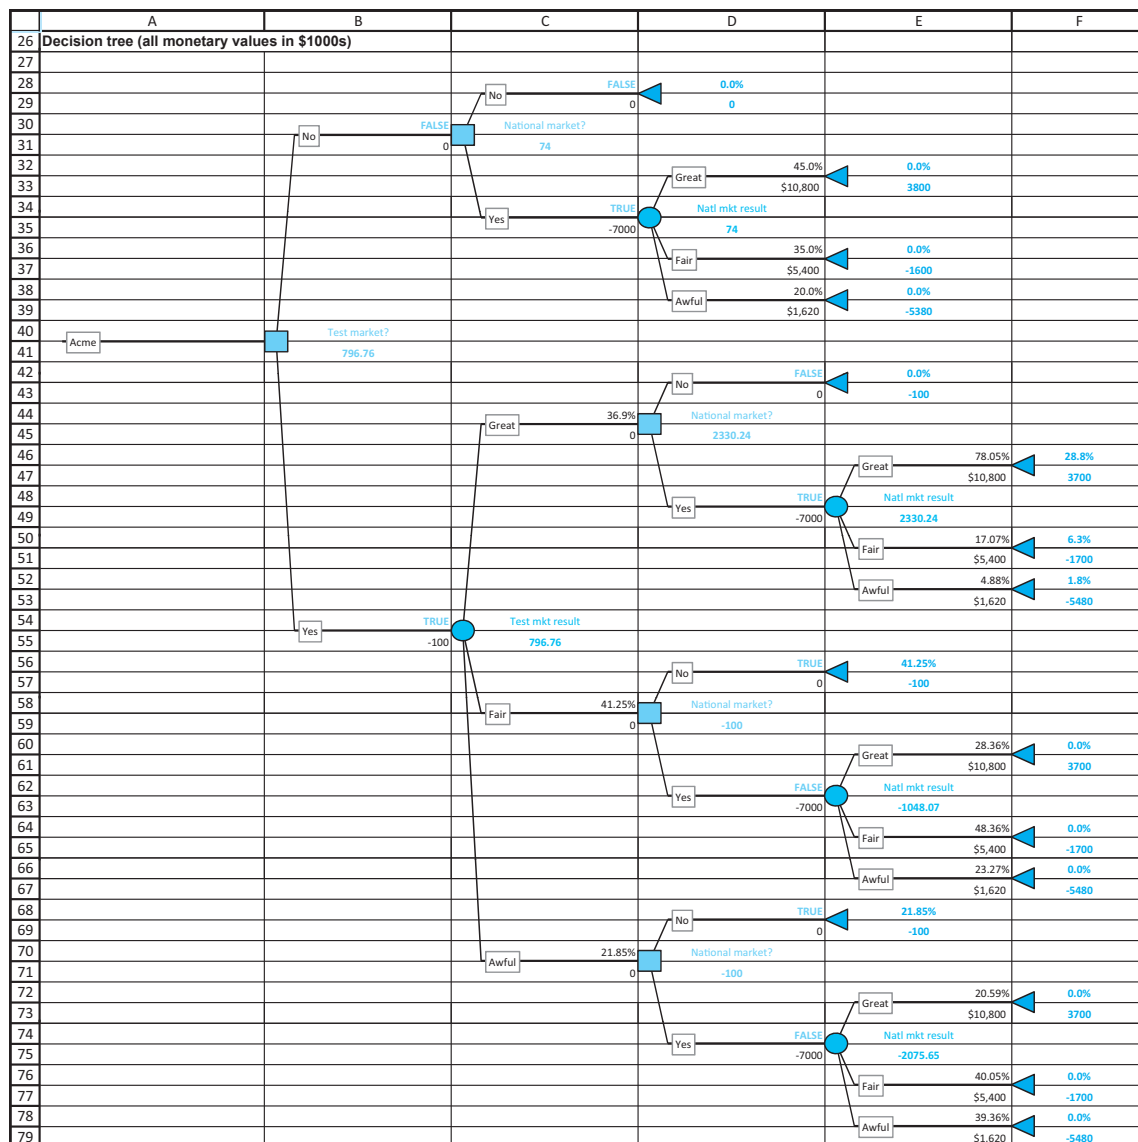 A B C D E F
26 Decision tree (all monetary values in $1000s)
27
28 FALSE 0.0%
No
29 0 0
30 FALSE National market?
No
31 0 74
32 45.0% 0.0%
Great
33 $10,800 3800
34 TRUE Natl mkt result
Yes
35 -7000 74
36 35.0% 0.0%
Fair
37 $5,400 -1600
38 20.0% 0.0%
Awful
39 $1,620 -5380
40 Test market?
Acme
41 796.76
42 FALSE 0.0%
No
43 0 -100
44 36.9% National market?
Great
45 0 2330.24
46 78.05% 28.8%
Great
47 $10,800 3700
48 TRUE Natl mkt result
Yes
49 -7000 2330.24
50 17.07% 6.3%
Fair
51 $5,400 -1700
52 4.88% 1.8%
Awful
53 $1,620 -5480
54 TRUE Test mkt result
Yes
55 -100 796.76
56 TRUE 41.25%
No
57 0 -100
58 41.25% National market?
Fair
59 0 -100
60 28.36% 0.0%
Great
61 $10,800 3700
62 FALSE Natl mkt result
Yes
63 -7000 -1048.07
64 48.36% 0.0%
Fair
65 $5,400 -1700
66 23.27% 0.0%
Awful
67 $1,620 -5480
68 TRUE 21.85%
No
69 0 -100
70 21.85% National market?
Awful
71 0 -100
72 20.59% 0.0%
Great
73 $10,800 3700
74 FALSE Natl mkt result
Yes
75 -7000 -2075.65
76 40.05% 0.0%
Fair
77 $5,400 -1700
78 39.36% 0.0%
Awful
79 $1,620 -5480